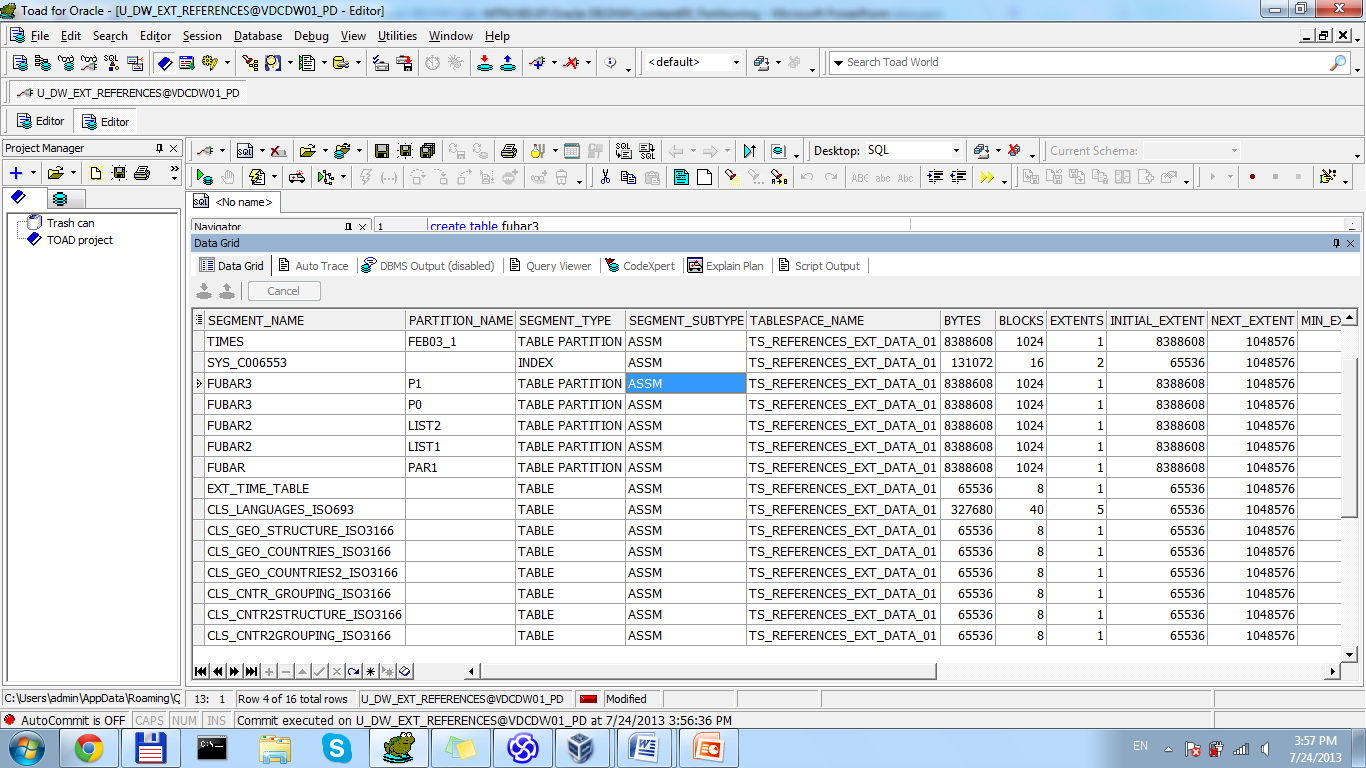 Toad for Oracle - [U_DW_EXT_REFERENCES@VDCDW01_PD - Editor]
File Edit Search Editor Session Database Debug View Utilities Window Help
<default> Search Toad World
U_DW_EXT_REFERENCES@VDCDW01_PD
Editor Editor
Project Manager
Desktop: SQL Current Schema:
ABC abc Abc
SQL <No name>
Trash can
TOAD project
Navigator 1 create table fubar3
Data Grid
Data Grid Auto Trace DBMS Output (disabled) Query Viewer CodeXpert Explain Plan Script Output
Cancel
SEGMENT_NAME PARTITION_NAME SEGMENT_TYPE SEGMENT_SUBTYPE TABLESPACE_NAME BYTES BLOCKS EXTENTS INITIAL_EXTENT NEXT_EXTENT MIN_EX
TIMES FEB03_1 TABLE PARTITION ASSM TS_REFERENCES_EXT_DATA_01 8388608 1024 1 8388608 1048576
SYS_C006553 INDEX ASSM TS_REFERENCES_EXT_DATA_01 131072 16 2 65536 1048576
FUBAR3 P1 TABLE PARTITION ASSM TS_REFERENCES_EXT_DATA_01 8388608 1024 1 8388608 1048576
FUBAR3 P0 TABLE PARTITION ASSM TS_REFERENCES_EXT_DATA_01 8388608 1024 1 8388608 1048576
FUBAR2 LIST2 TABLE PARTITION ASSM TS_REFERENCES_EXT_DATA_01 8388608 1024 1 8388608 1048576
FUBAR2 LIST1 TABLE PARTITION ASSM TS_REFERENCES_EXT_DATA_01 8388608 1024 1 8388608 1048576
FUBAR PAR1 TABLE PARTITION ASSM TS_REFERENCES_EXT_DATA_01 8388608 1024 1 8388608 1048576
EXT_TIME_TABLE TABLE ASSM TS_REFERENCES_EXT_DATA_01 65536 8 1 65536 1048576
CLS_LANGUAGES_ISO693 TABLE ASSM TS_REFERENCES_EXT_DATA_01 327680 40 5 65536 1048576
CLS_GEO_STRUCTURE_ISO3166 TABLE ASSM TS_REFERENCES_EXT_DATA_01 65536 8 1 65536 1048576
CLS_GEO_COUNTRIES_ISO3166 TABLE ASSM TS_REFERENCES_EXT_DATA_01 65536 8 1 65536 1048576
CLS_GEO_COUNTRIES2_ISO3166 TABLE ASSM TS_REFERENCES_EXT_DATA_01 65536 8 1 65536 1048576
CLS_CNTR_GROUPING_ISO3166 TABLE ASSM TS_REFERENCES_EXT_DATA_01 65536 8 1 65536 1048576
CLS_CNTR2STRUCTURE_ISO3166 TABLE ASSM TS_REFERENCES_EXT_DATA_01 65536 8 1 65536 1048576
CLS_CNTR2GROUPING_ISO3166 TABLE ASSM TS_REFERENCES_EXT_DATA_01 65536 8 1 65536 1048576
C:\Users\admin\AppData\Roaming\Q 13: 1 Row 4 of 16 total rows U_DW_EXT_REFERENCES@VDCDW01_PD Modified
AutoCommit is OFF CAPS NUM INS Commit executed on U_DW_EXT_REFERENCES@VDCDW01_PD at 7/24/2013 3:56:36 PM
EN 3:57 PM
7/24/2013